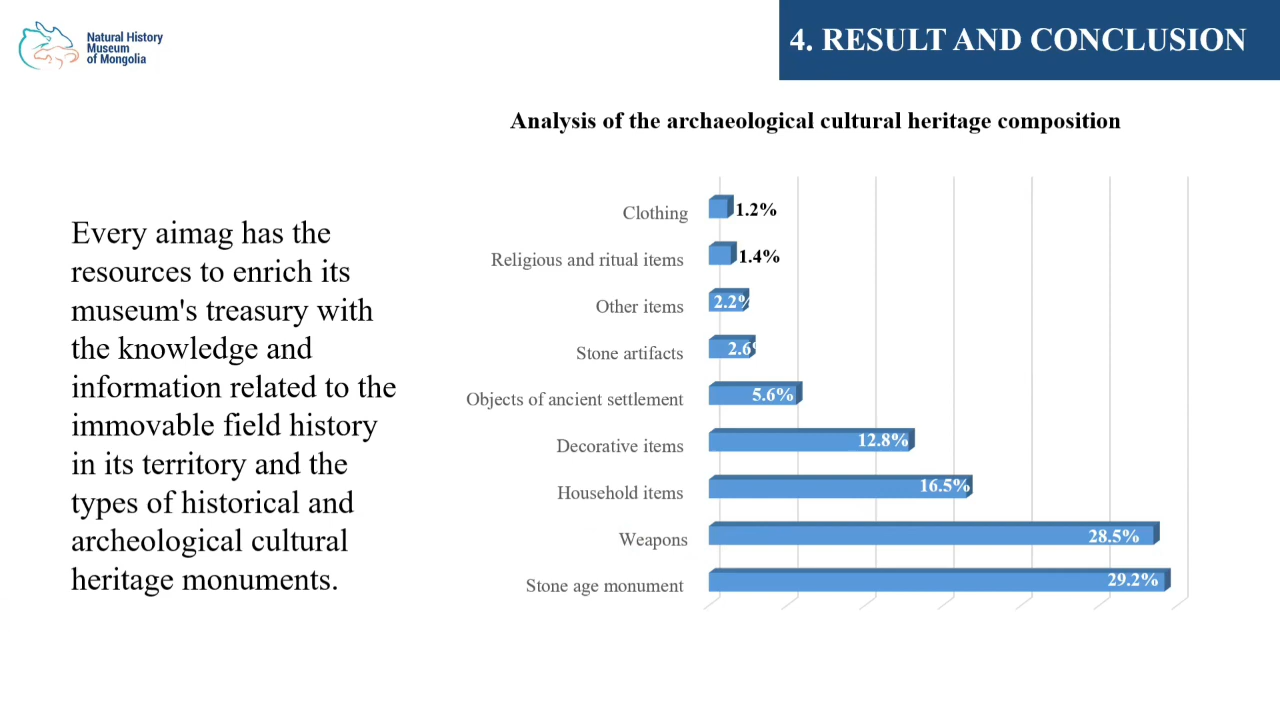 Natural History
Museum
of Mongolia
4. RESULT AND CONCLUSION
Analysis of the archaeological cultural heritage composition
Every aimag has the
resources to enrich its
museum's treasury with
the knowledge and
information related to the
immovable field history
in its territory and the
types of historical and
archeological cultural
heritage monuments.
Clothing 1.2%
Religious and ritual items 1.4%
Other items 2.2%
Stone artifacts 2.6%
Objects of ancient settlement 5.6%
Decorative items 12.8%
Household items 16.5%
Weapons 28.5%
Stone age monument 29.2%